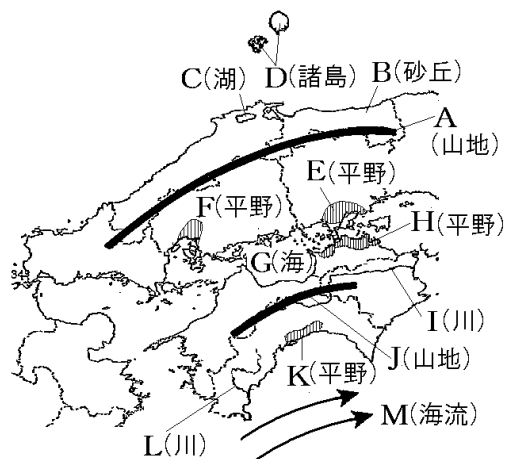 C(湖)
D(諸島)
B(砂丘)
A
(山地)
E(平野)
F(平野)
H(平野)
G(海)
I(川)
J(山地)
K(平野)
M(海流)
L(川)